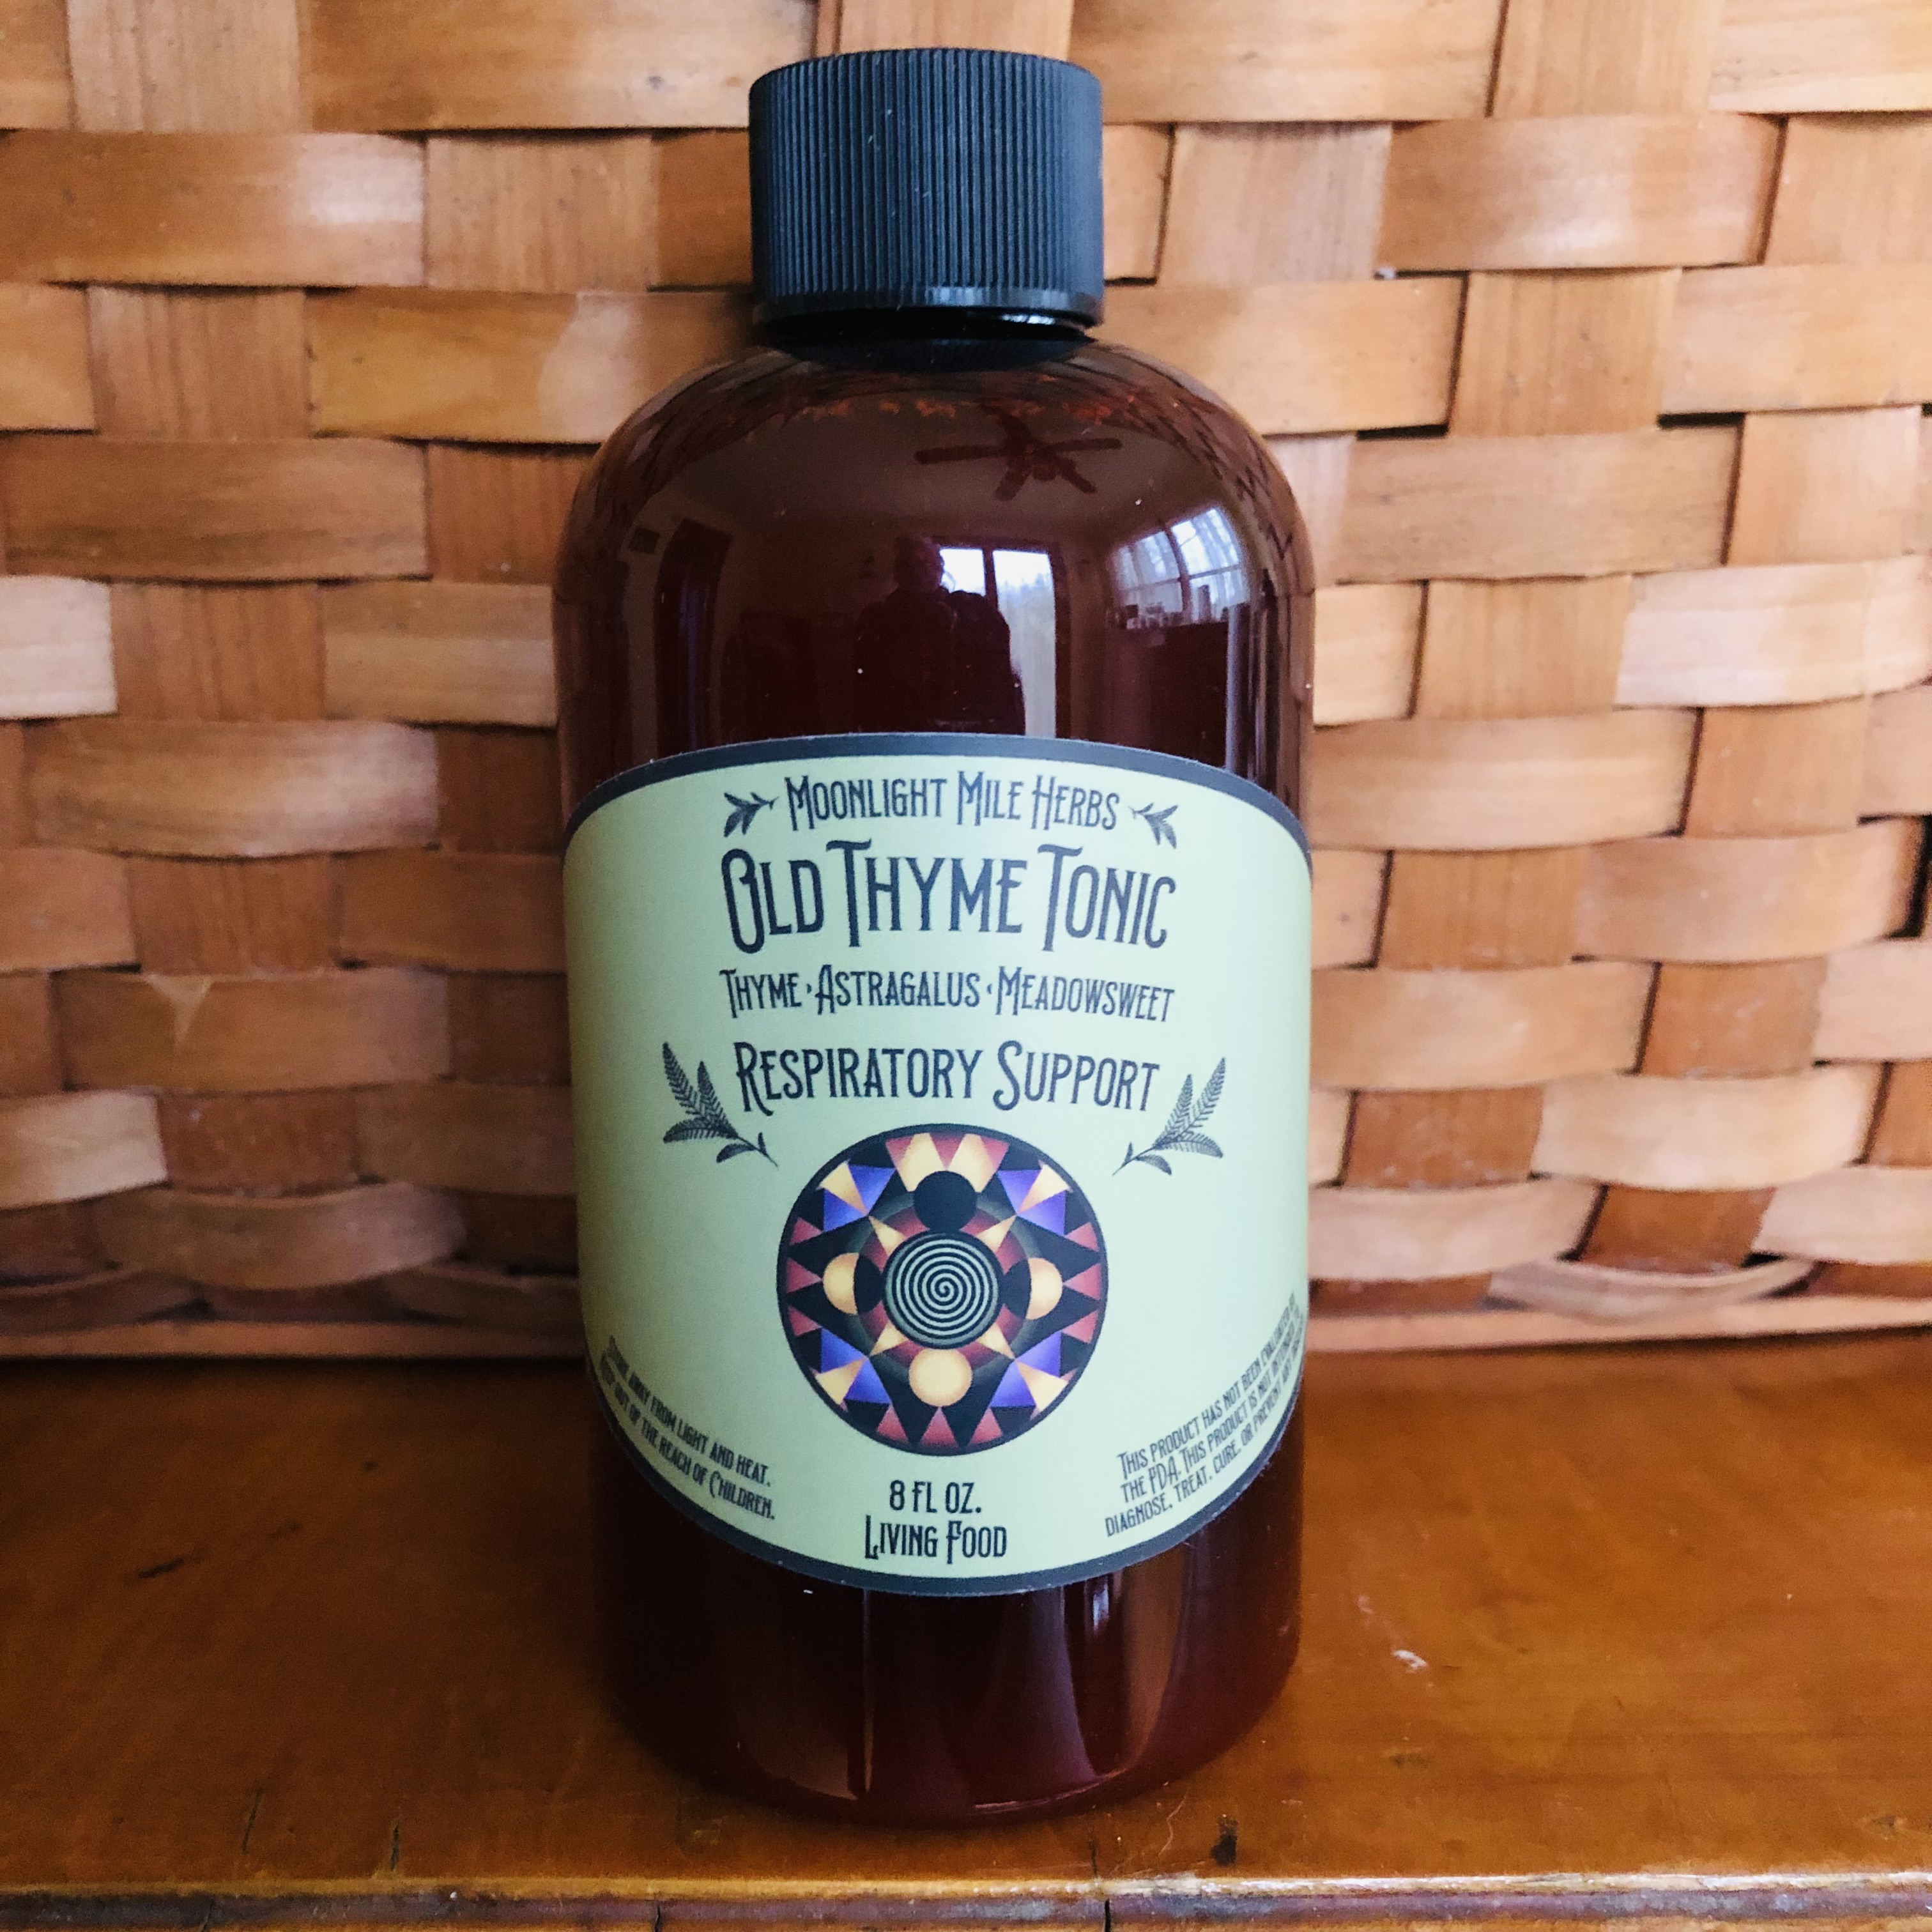 Moonlight Mile Herbs
Old Thyme Tonic
Thyme · Astragalus · Meadowsweet
Respiratory Support
Store away from light and heat.
Keep out of the reach of Children.
8 fl oz.
Living Food
This product has not been evaluated by
the FDA. This product is not intended to
diagnose, treat, cure, or prevent any